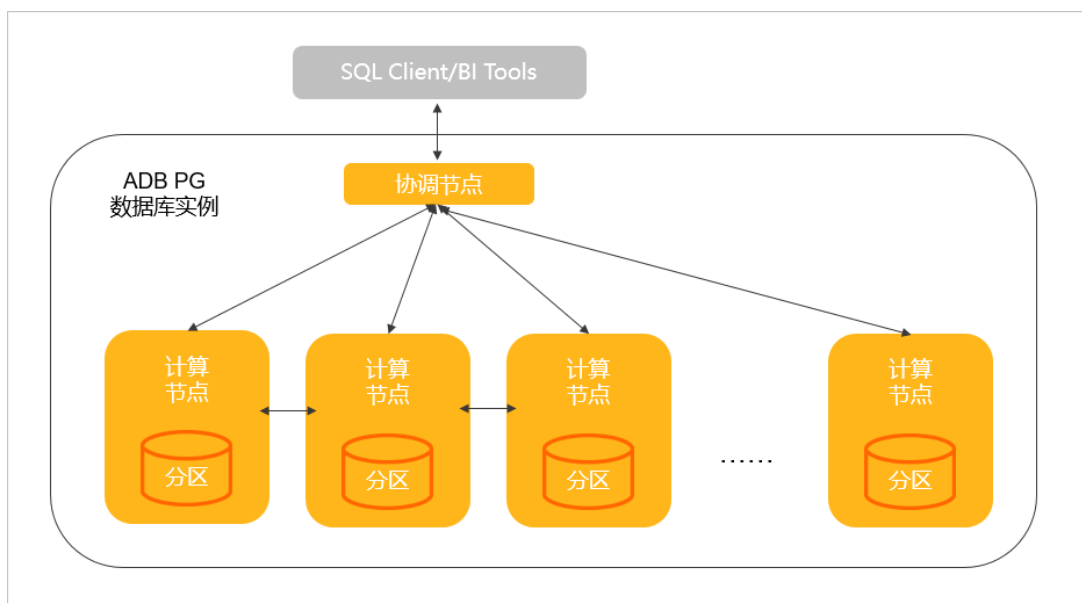 SQL Client/BI Tools
协调节点
ADB PG
数据库实例
计算
节点
分区
计算
节点
分区
计算
节点
分区
......
计算
节点
分区